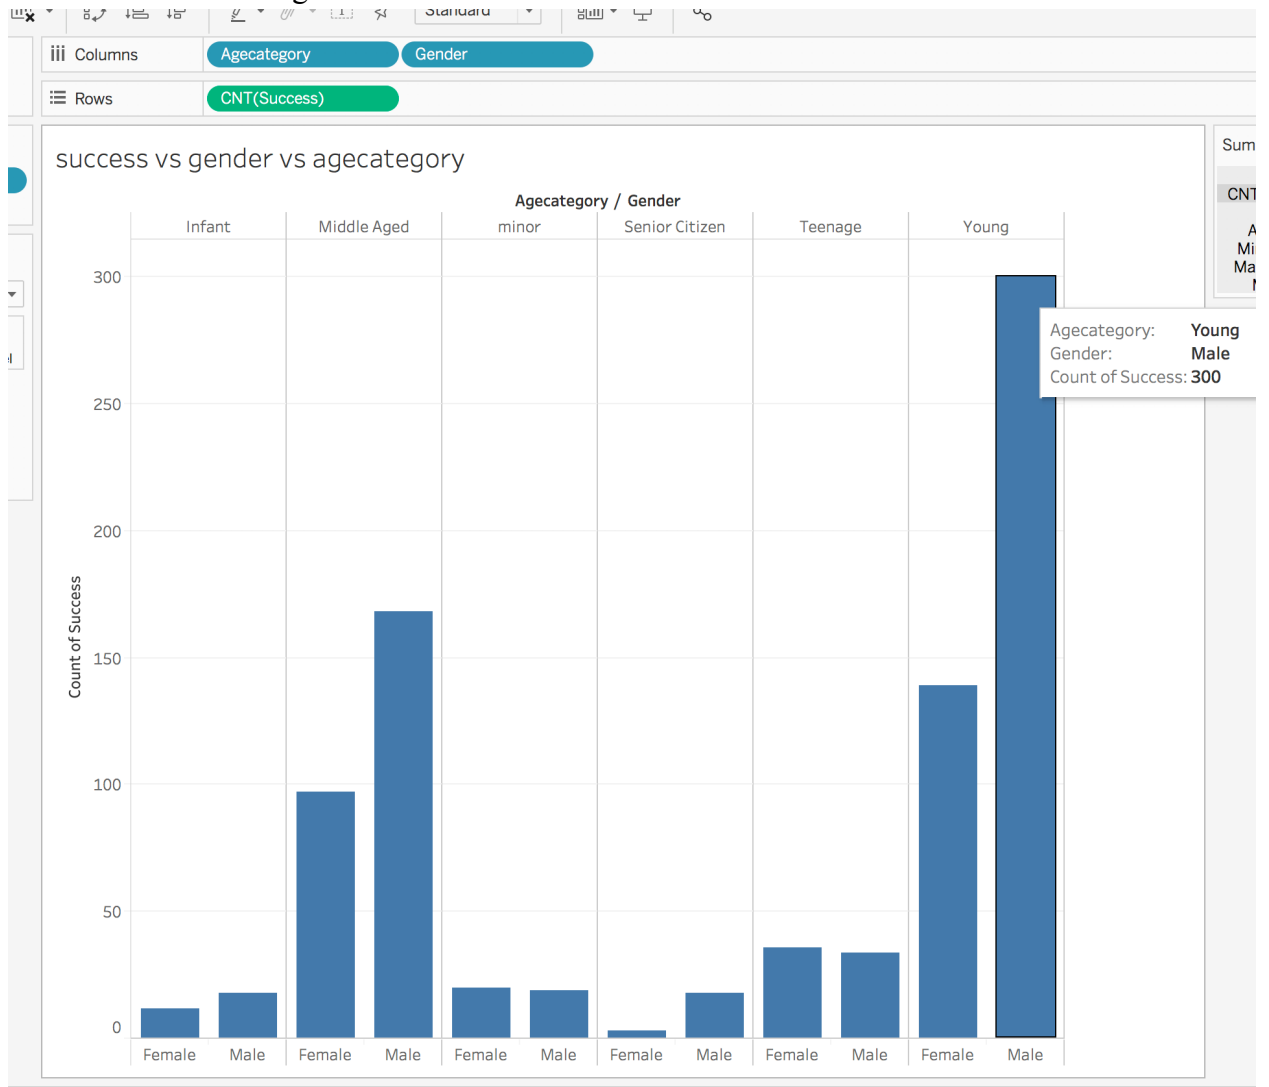 Standard
Columns Agecategory Gender
Rows CNT(Success)
success vs gender vs agecategory
Agecategory / Gender
Infant Middle Aged minor Senior Citizen Teenage Young
300
250
200
150
100
50
0
Count of Success
Female Male Female Male Female Male Female Male Female Male Female Male
Agecategory: Young
Gender: Male
Count of Success: 300
Sum
CNT
A
Mi
Ma